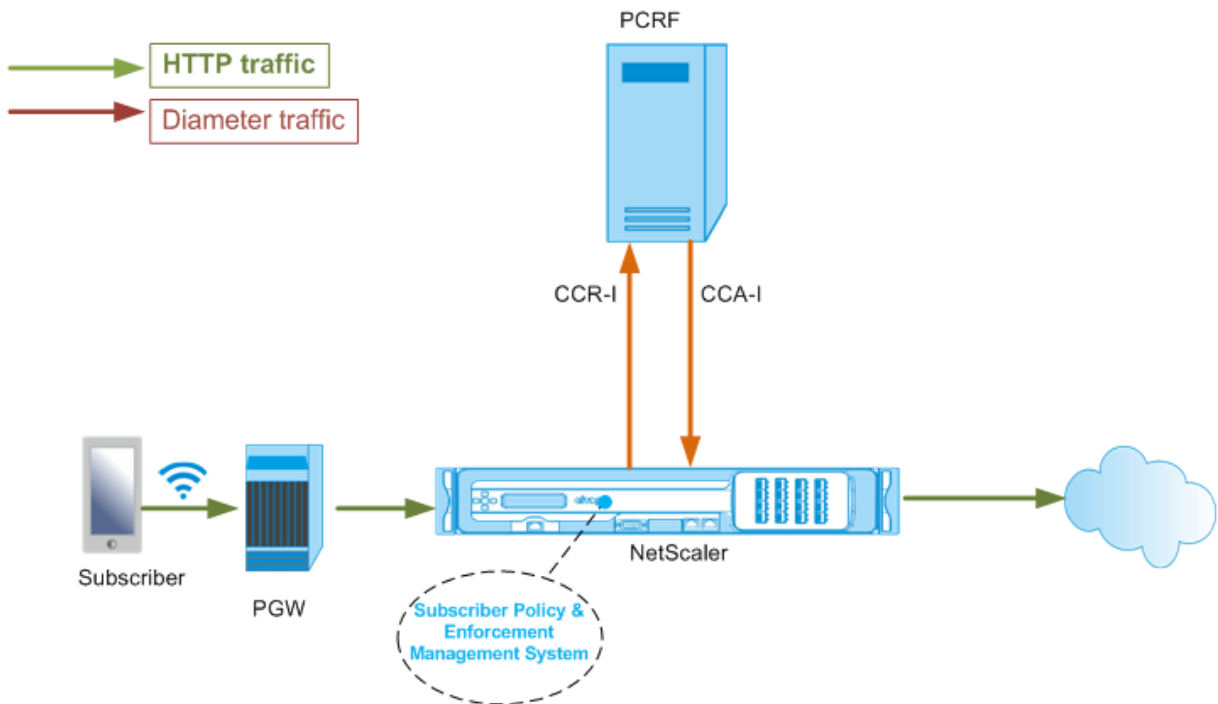 PCRF
HTTP traffic
Diameter traffic
CCR-I
CCA-I
Subscriber
PGW
NetScaler
Subscriber Policy &
Enforcement
Management System